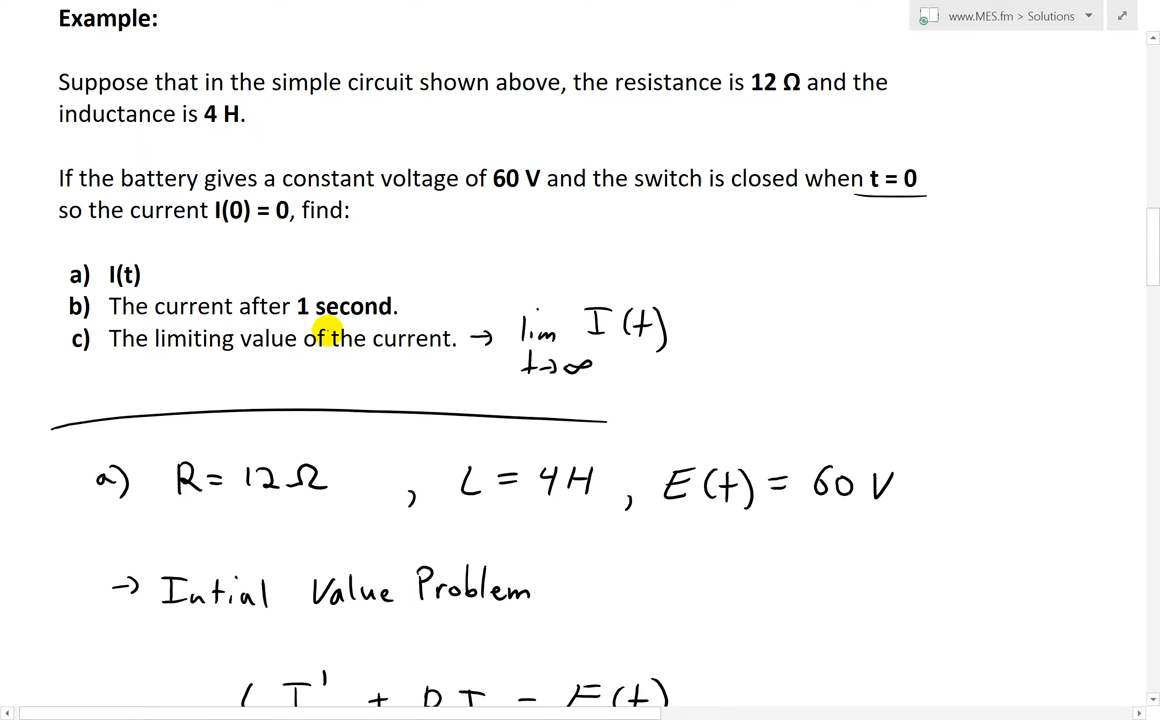 Example:
www.MES.fm > Solutions
Suppose that in the simple circuit shown above, the resistance is 12 Ω and the
inductance is 4 H.
If the battery gives a constant voltage of 60 V and the switch is closed when t = 0
so the current I(0) = 0, find:
a) I(t)
b) The current after 1 second.
c) The limiting value of the current. → lim I(t)
t→∞
a) R = 12 Ω , L = 4 H , E(t) = 60 V
→ Intial Value Problem
L I' + R I = E(t)